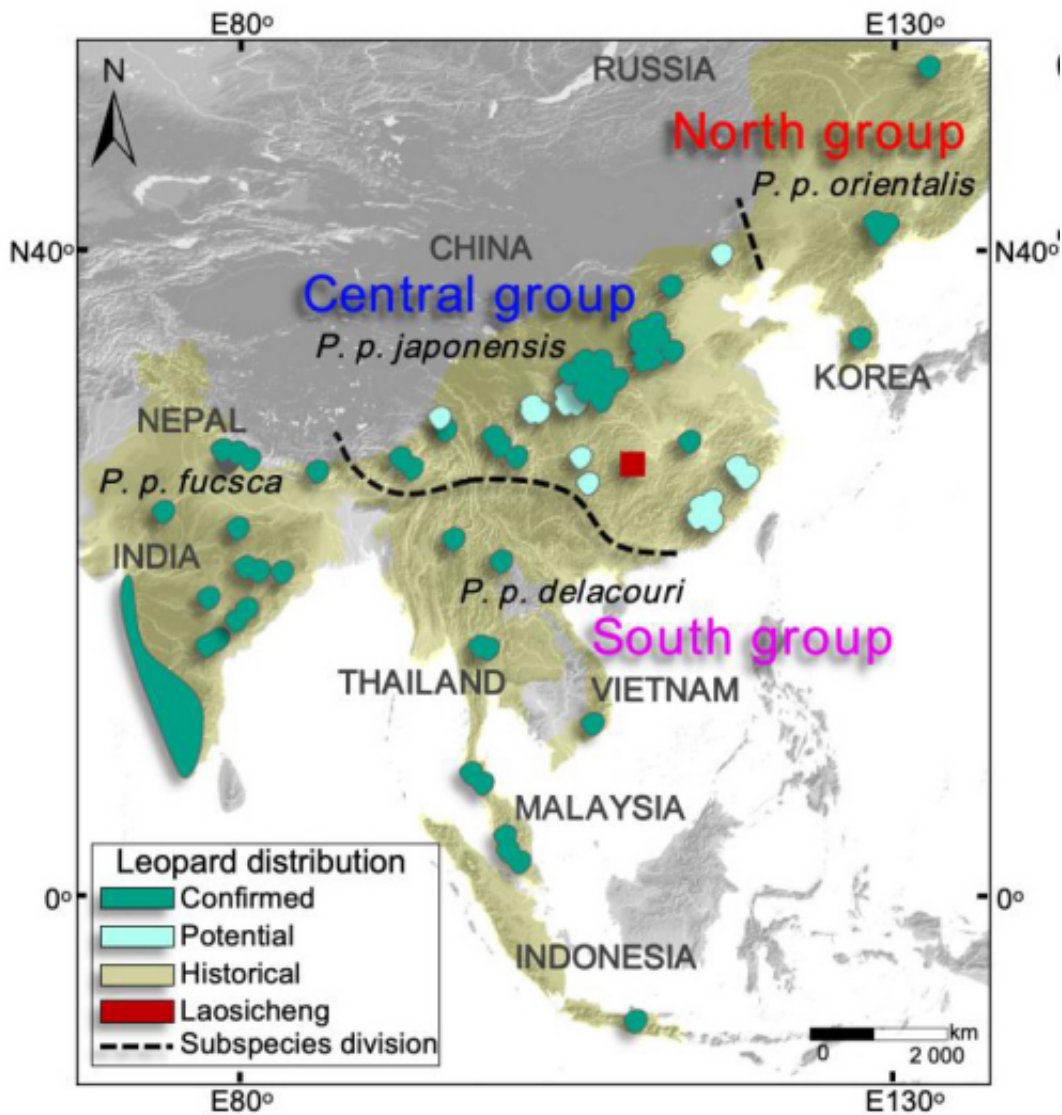 E80° E130°
N
RUSSIA
North group
P. p. orientalis
N40° N40°
CHINA
Central group
P. p. japonensis
KOREA
NEPAL
P. p. fucsca
INDIA
P. p. delacouri
South group
THAILAND
VIETNAM
MALAYSIA
Leopard distribution
Confirmed
0° 0°
Potential
INDONESIA
Historical
Laosicheng
km
Subspecies division
0 2 000
E80° E130°